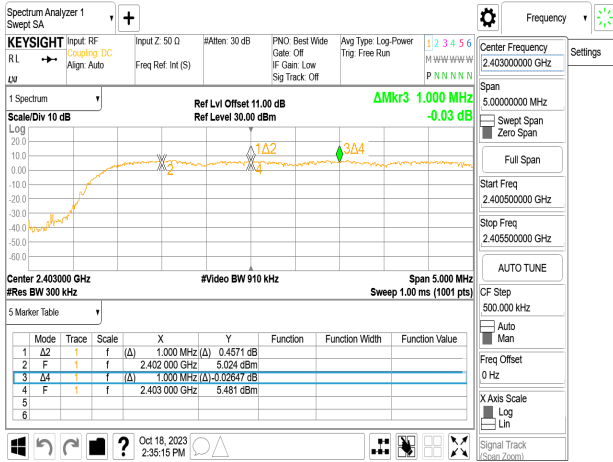 Spectrum Analyzer 1
Swept SA
Frequency
Settings
KEYSIGHT
Input: RF
Coupling: DC
Align: Auto
Input Z: 50 Ω
Freq Ref: Int (S)
#Atten: 30 dB
PNO: Best Wide
Gate: Off
IF Gain: Low
Sig Track: Off
Avg Type: Log-Power
Trig: Free Run
1 2 3 4 5 6
M W W W W W
P N N N N N
R L
LXI
1 Spectrum
Scale/Div 10 dB
Ref Lvl Offset 11.00 dB
Ref Level 30.00 dBm
ΔMkr3 1.000 MHz
-0.03 dB
Log
20.0
10.0
0.00
-10.0
-20.0
-30.0
-40.0
-50.0
-60.0
1Δ2
3Δ4
2
4
Center 2.403000 GHz
#Res BW 300 kHz
#Video BW 910 kHz
Span 5.000 MHz
Sweep 1.00 ms (1001 pts)
5 Marker Table
Mode Trace Scale X Y Function Function Width Function Value
1 Δ2 1 f (Δ) 1.000 MHz (Δ) 0.4571 dB
2 F 1 f 2.402 000 GHz 5.024 dBm
3 Δ4 1 f (Δ) 1.000 MHz (Δ) -0.02647 dB
4 F 1 f 2.403 000 GHz 5.481 dBm
5
6
Oct 18, 2023
2:35:15 PM
Center Frequency
2.403000000 GHz
Span
5.00000000 MHz
Swept Span
Zero Span
Full Span
Start Freq
2.400500000 GHz
Stop Freq
2.405500000 GHz
AUTO TUNE
CF Step
500.000 kHz
Auto
Man
Freq Offset
0 Hz
X Axis Scale
Log
Lin
Signal Track
(Span Zoom)